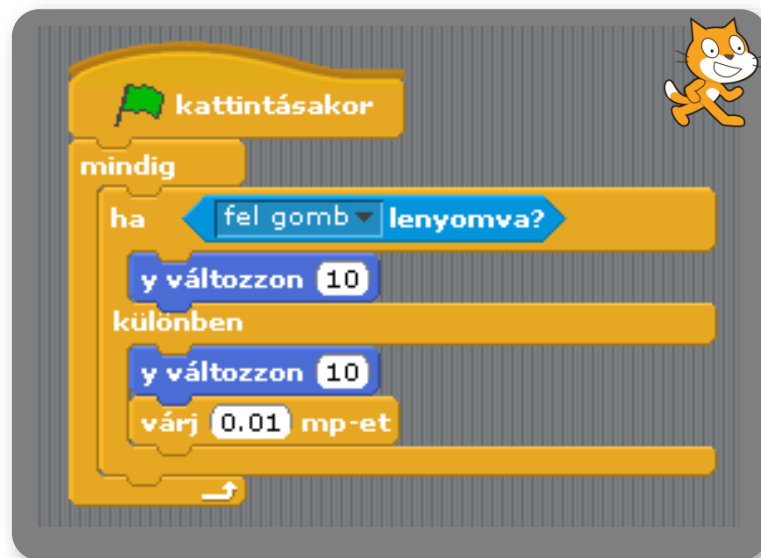 kattintásakor
mindig
ha fel gomb lenyomva?
y változzon 10
különben
y változzon 10
várj 0.01 mp-et